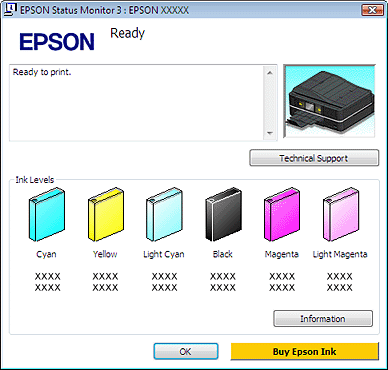 EPSON Status Monitor 3 : EPSON XXXXX
EPSON
Ready
Ready to print.
Technical Support
Ink Levels
Cyan Yellow Light Cyan Black Magenta Light Magenta
XXXX XXXX XXXX XXXX XXXX XXXX
XXXX XXXX XXXX XXXX XXXX XXXX
Information
OK Buy Epson Ink